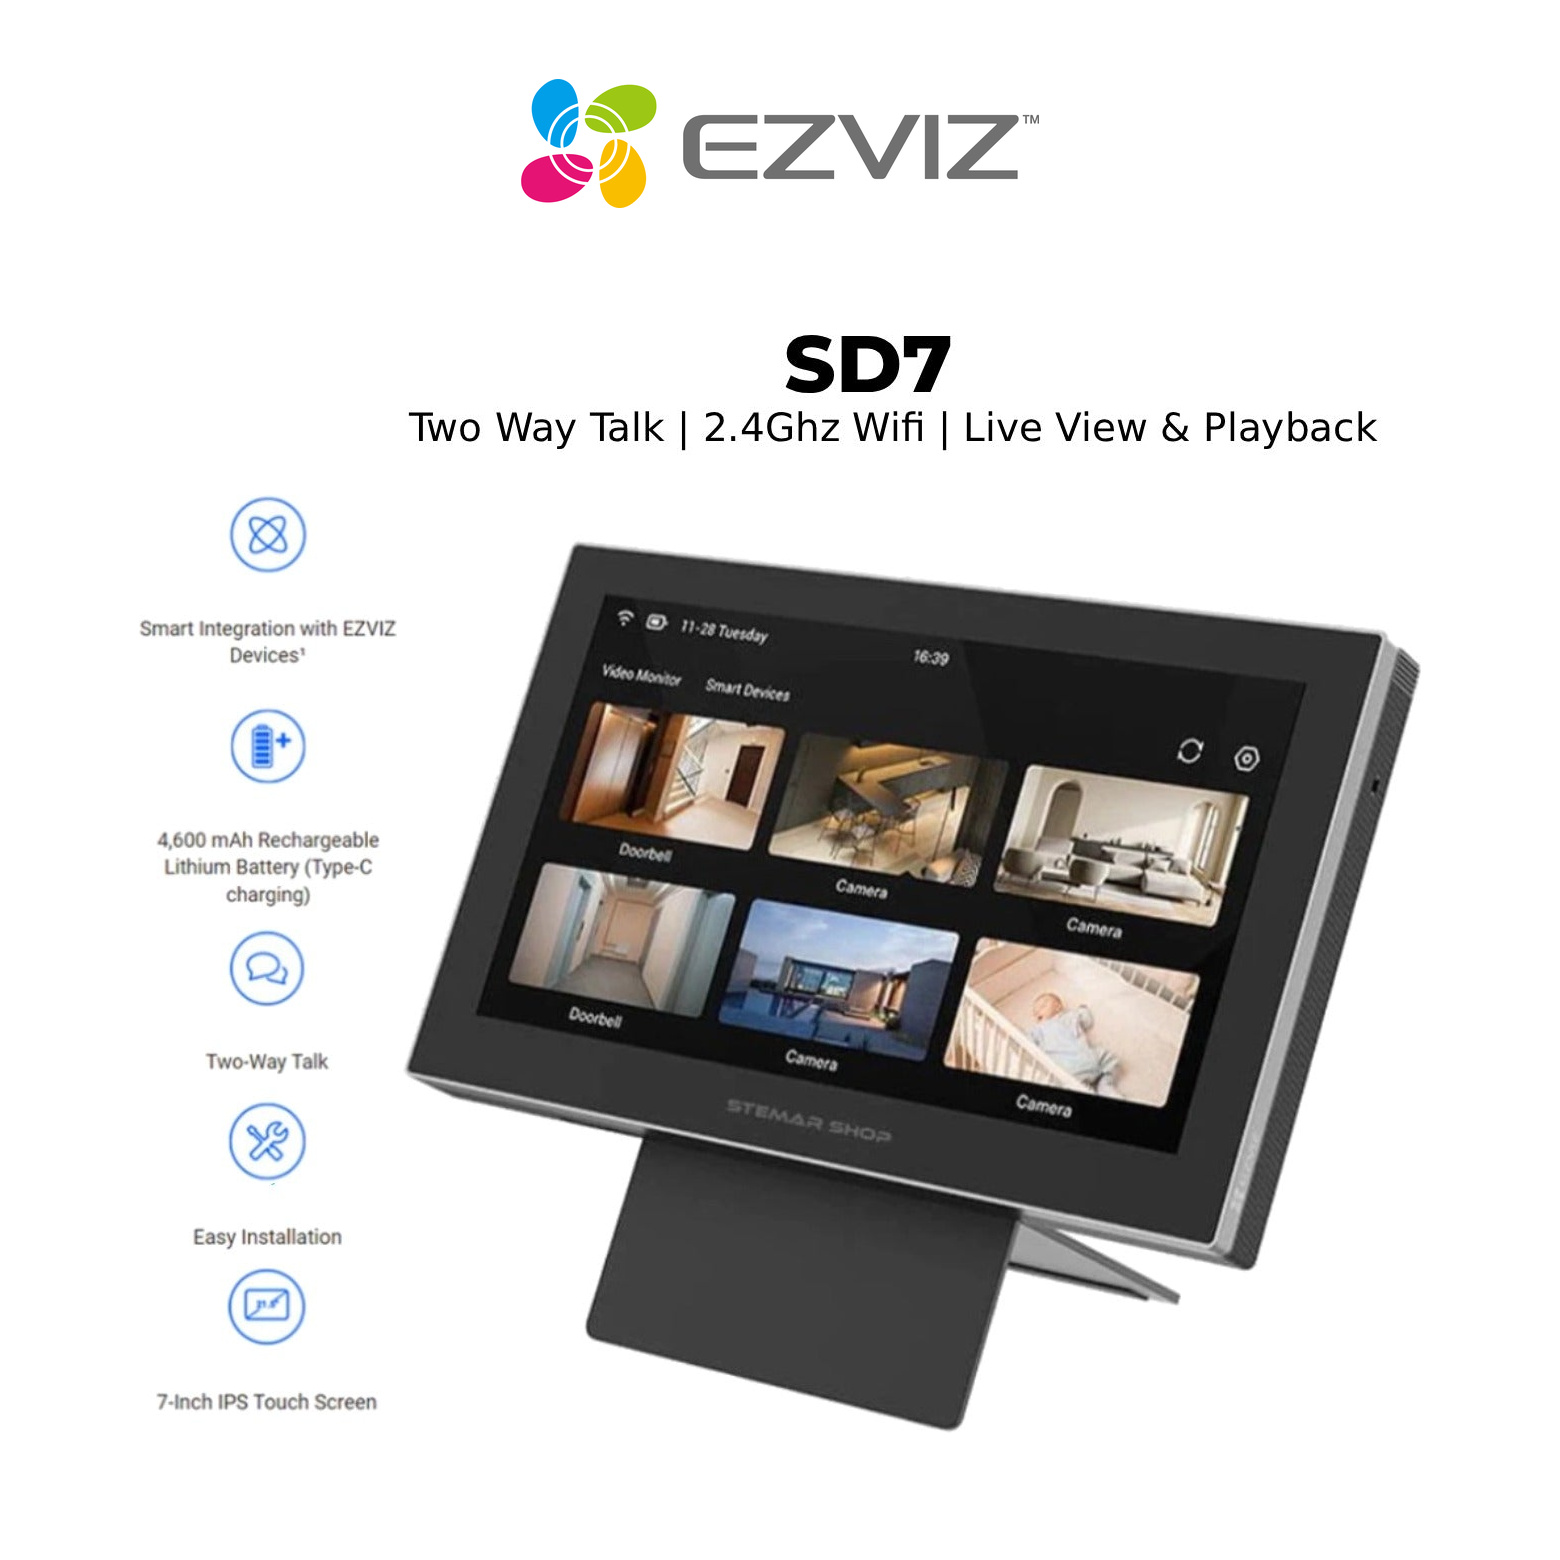 EZVIZ™
SD7
Two Way Talk | 2.4Ghz Wifi | Live View & Playback
Smart Integration with EZVIZ
Devices¹
4,600 mAh Rechargeable
Lithium Battery (Type-C
charging)
Two-Way Talk
Easy Installation
7-Inch IPS Touch Screen
11-28 Tuesday
16:39
Video Monitor Smart Devices
Doorbell
Camera
Camera
Doorbell
Camera
Camera
STEMAR SHOP